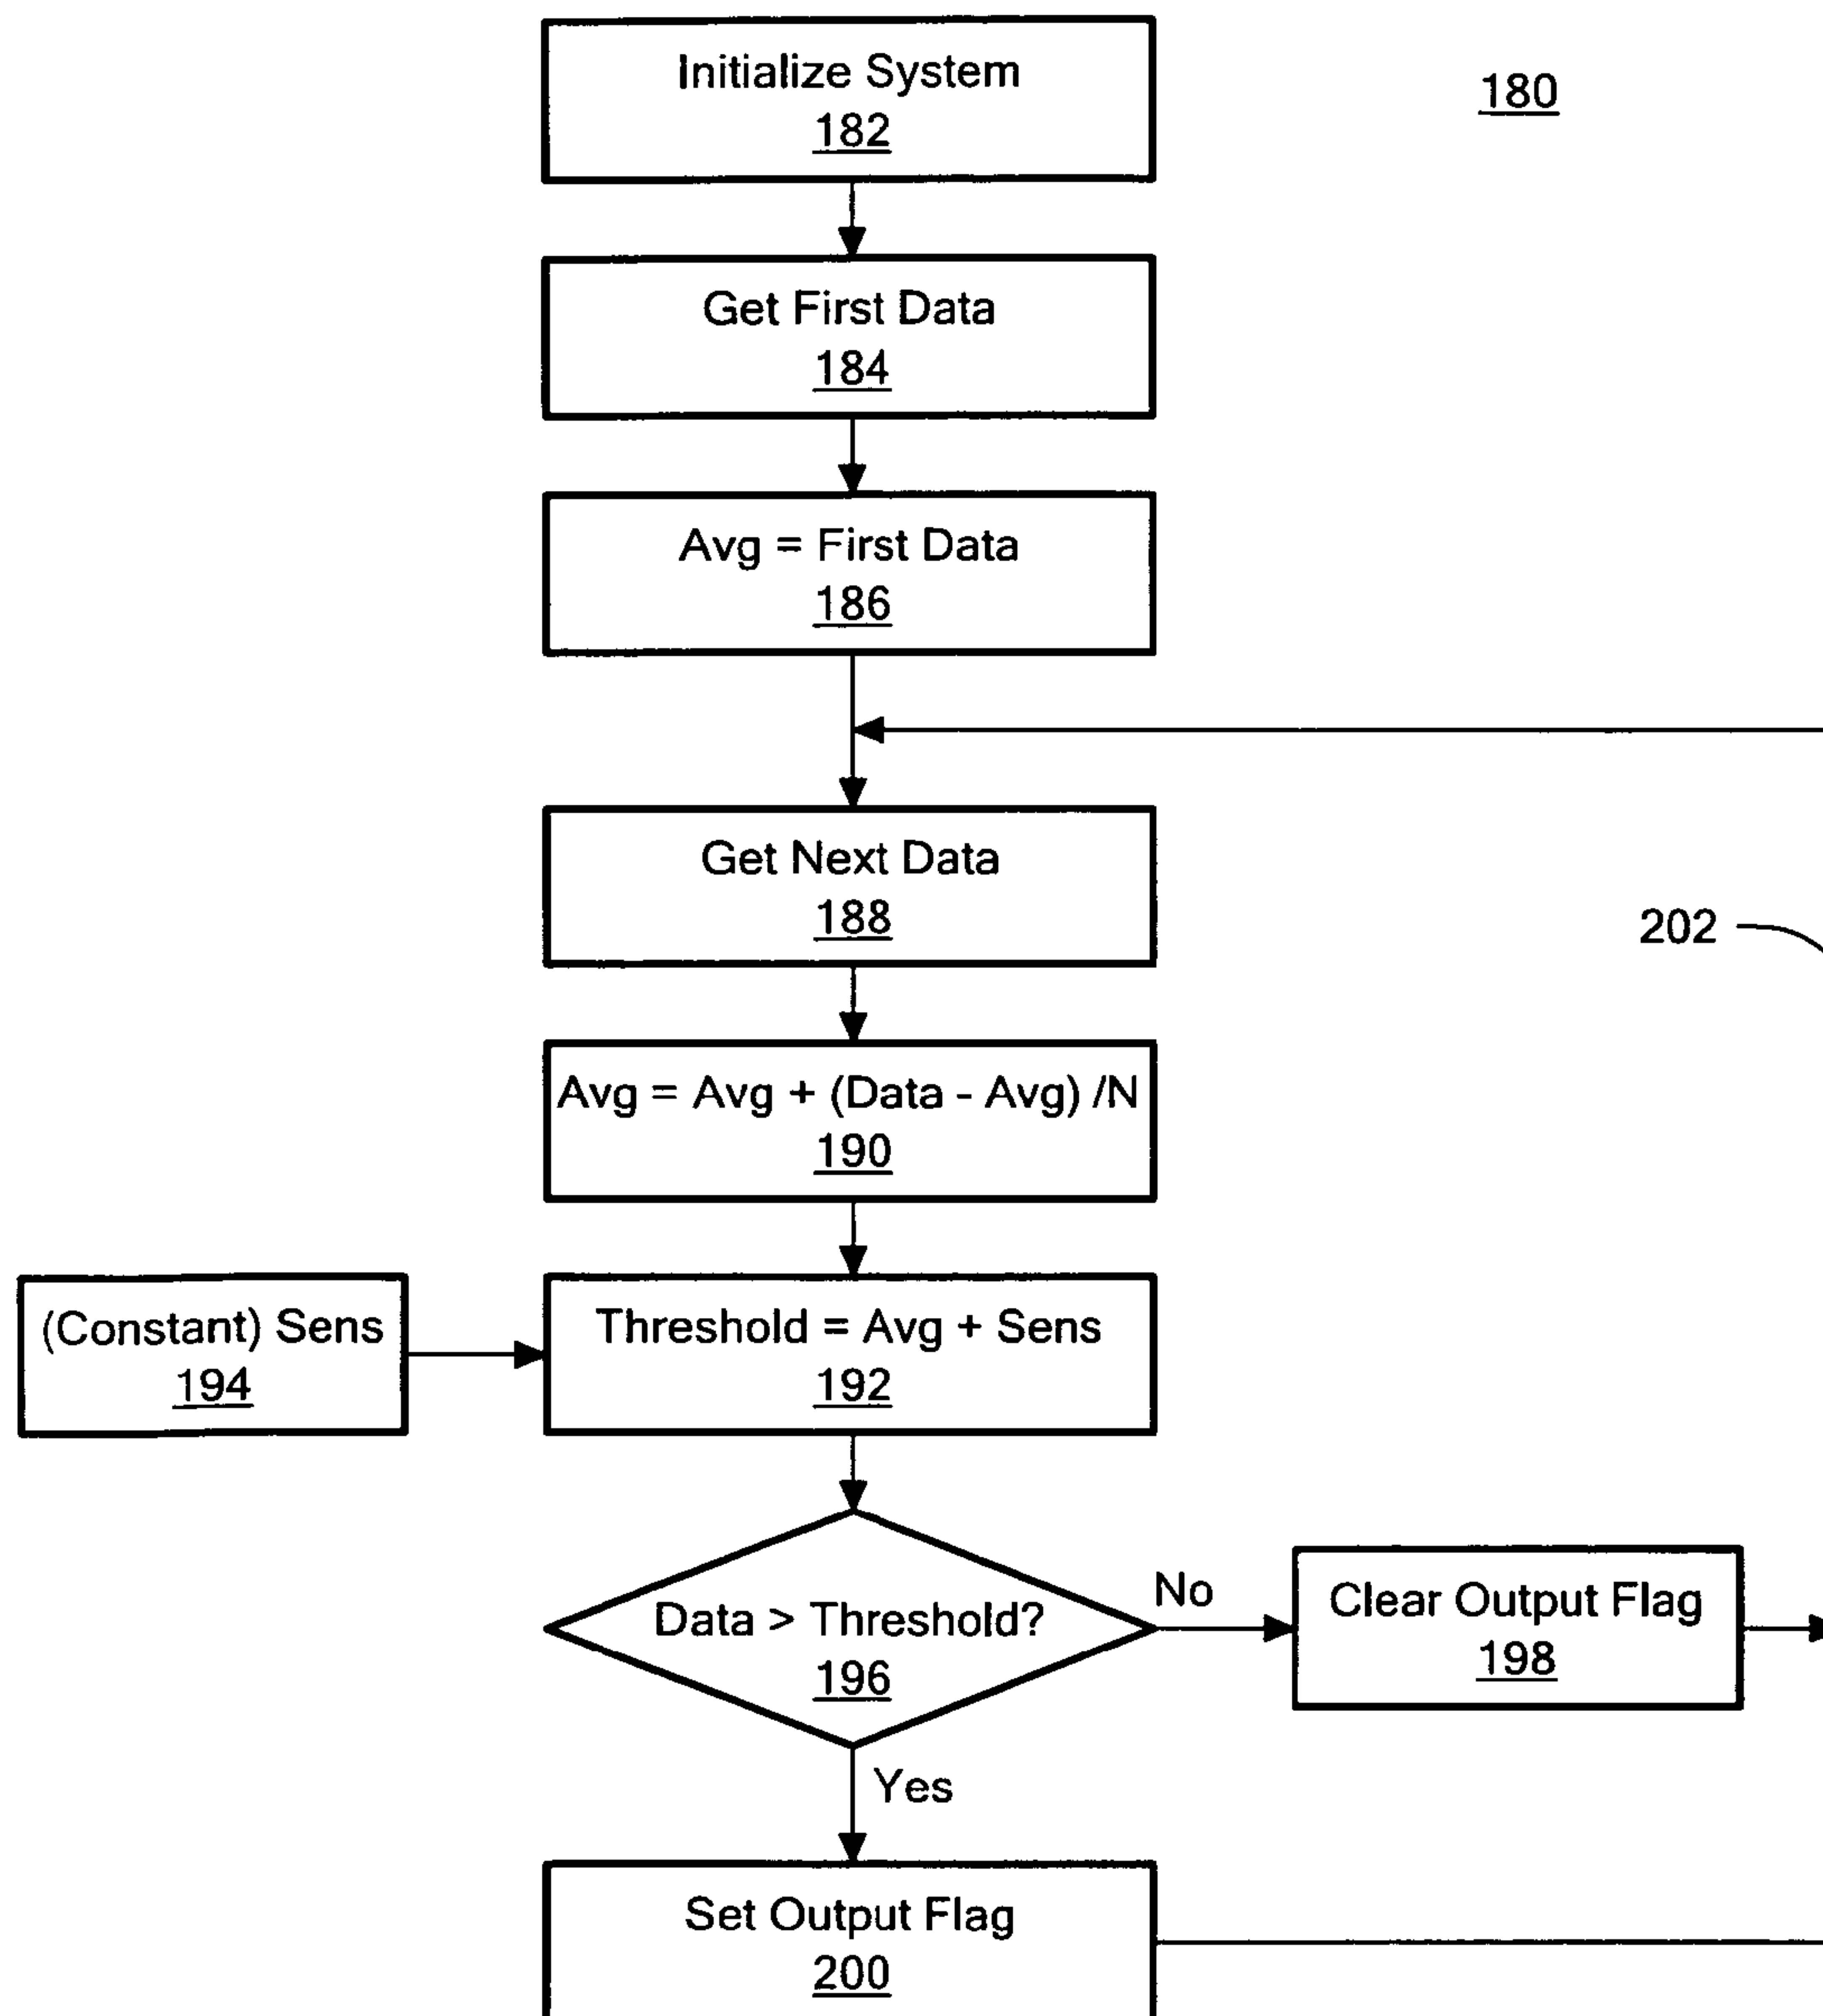 Initialize System
182
180
Get First Data
184
Avg = First Data
186
Get Next Data
188
202
Avg = Avg + (Data - Avg) /N
190
(Constant) Sens
194
Threshold = Avg + Sens
192
Data > Threshold?
196
No
Clear Output Flag
198
Yes
Set Output Flag
200